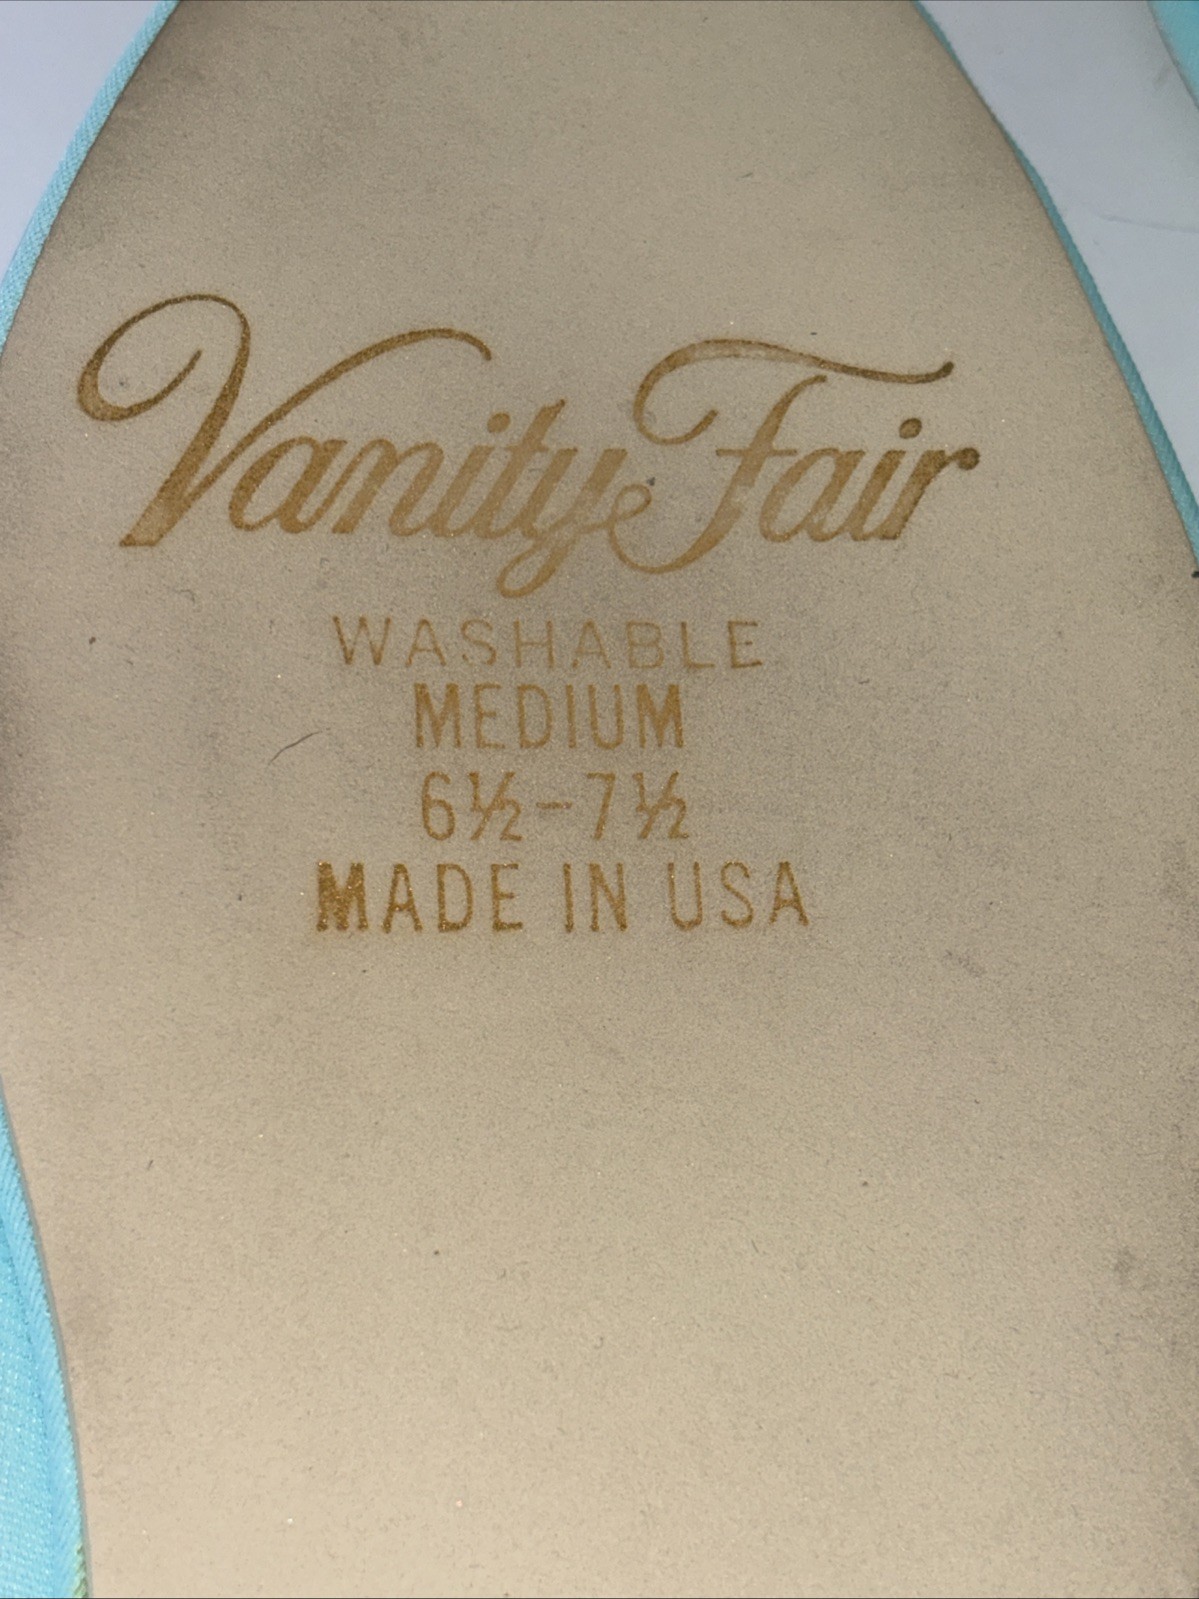 Vanity Fair
WASHABLE
MEDIUM
6½-7½
MADE IN USA